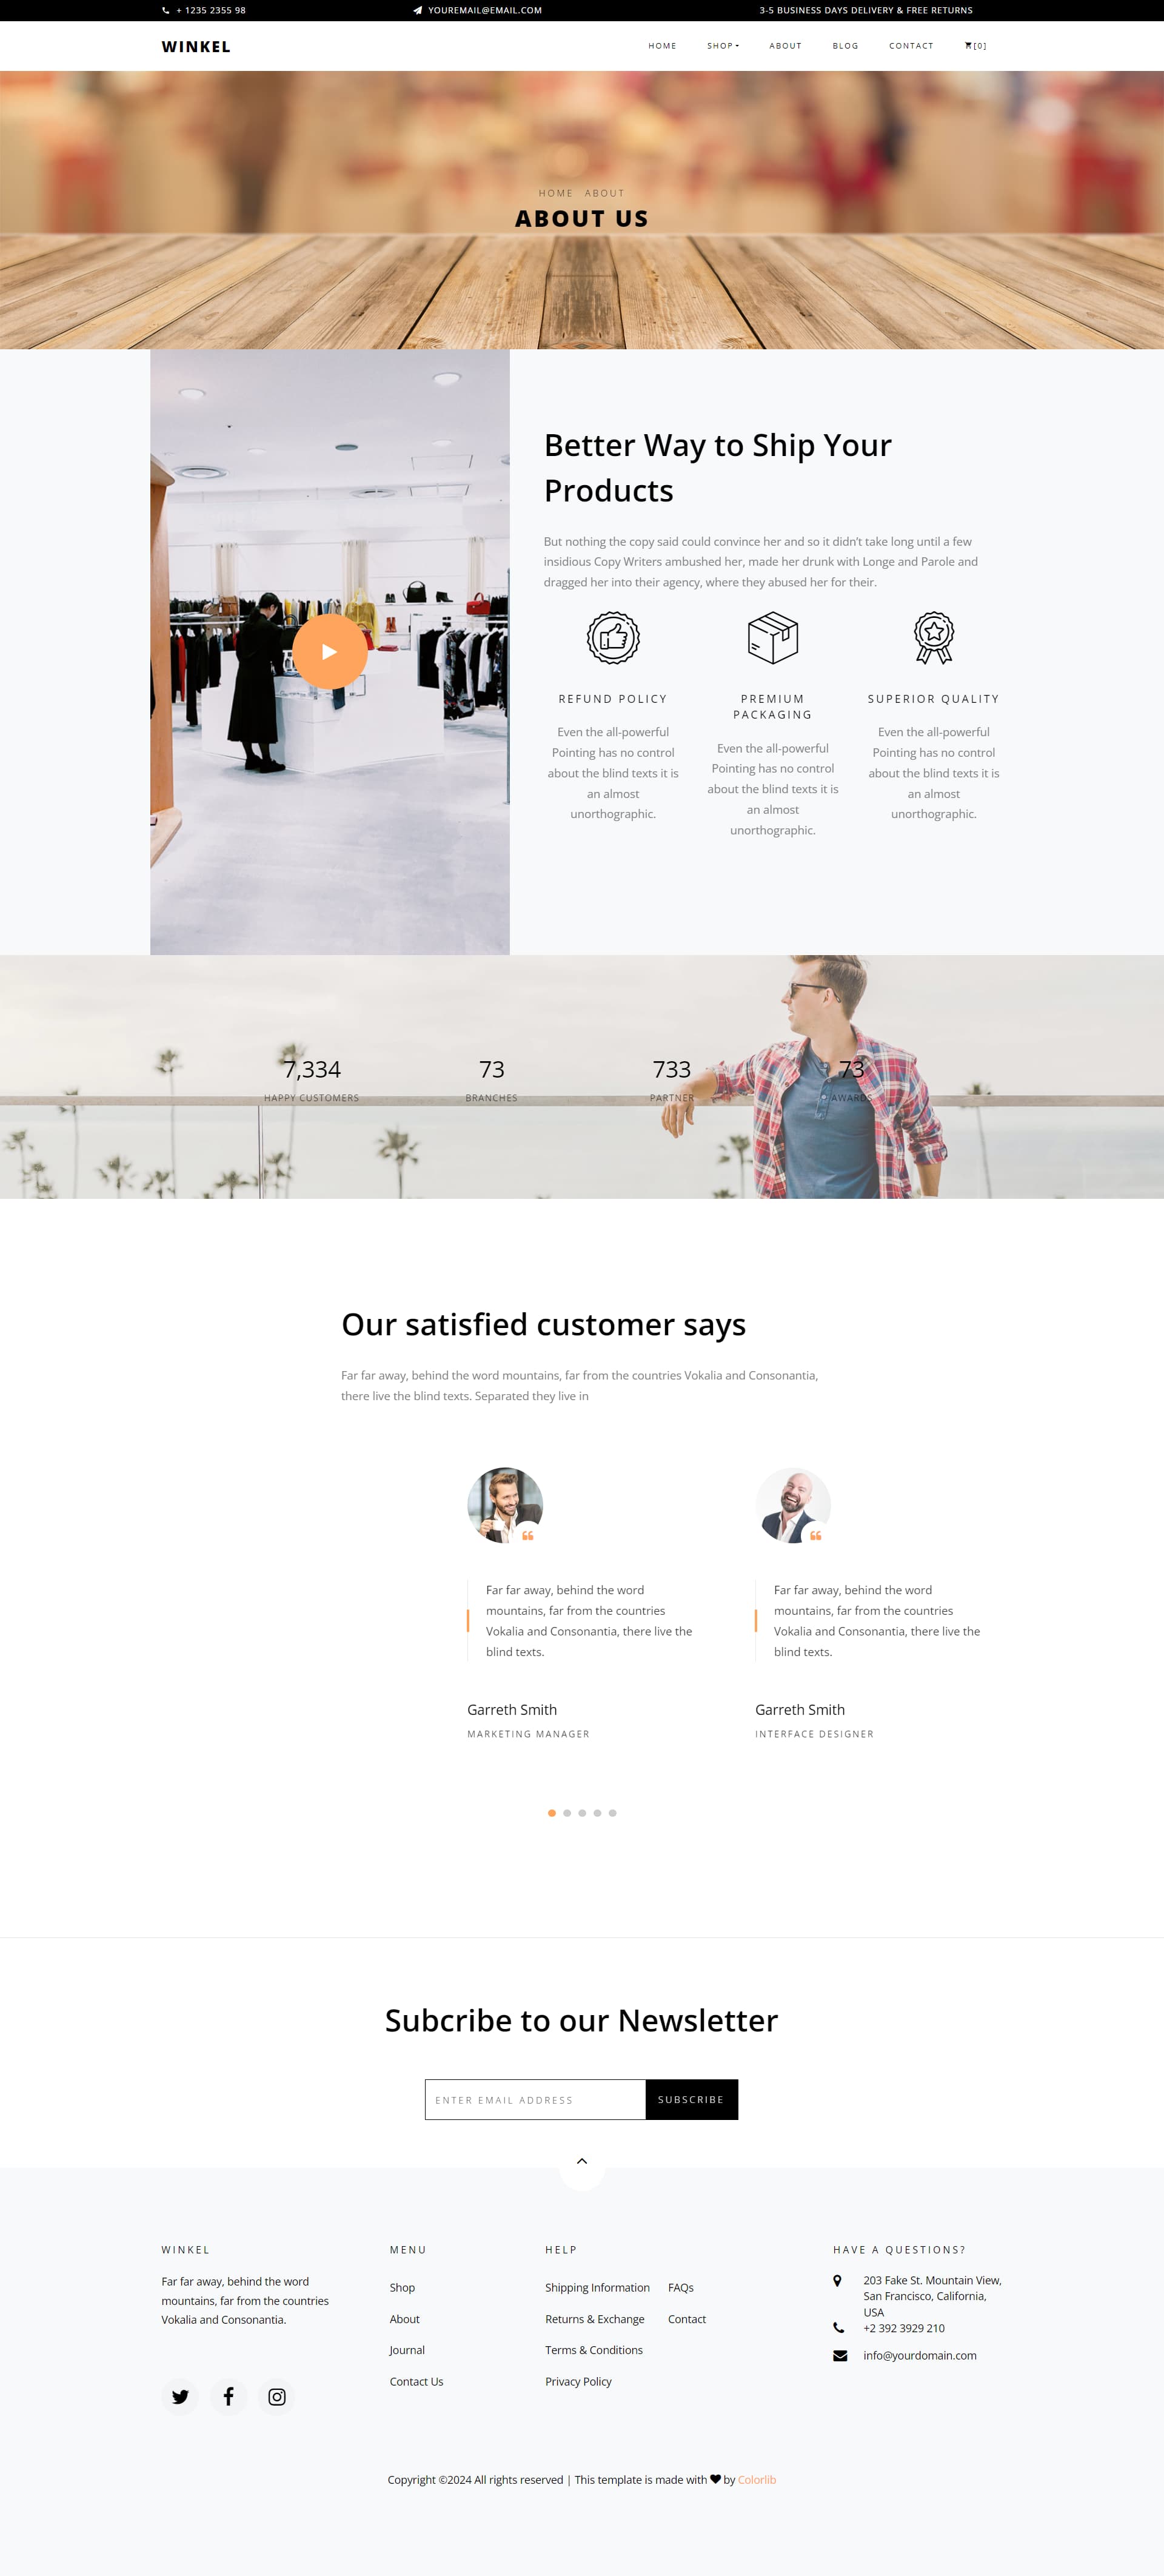 + 1235 2355 98
YOUREMAIL@EMAIL.COM
3-5 BUSINESS DAYS DELIVERY & FREE RETURNS
WINKEL
HOME SHOP ABOUT BLOG CONTACT [0]
HOME ABOUT
ABOUT US
Better Way to Ship Your
Products
But nothing the copy said could convince her and so it didn't take long until a few
insidious Copy Writers ambushed her, made her drunk with Longe and Parole and
dragged her into their agency, where they abused her for their.
REFUND POLICY
Even the all-powerful
Pointing has no control
about the blind texts it is
an almost
unorthographic.
PREMIUM
PACKAGING
Even the all-powerful
Pointing has no control
about the blind texts it is
an almost
unorthographic.
SUPERIOR QUALITY
Even the all-powerful
Pointing has no control
about the blind texts it is
an almost
unorthographic.
7,334
HAPPY CUSTOMERS
73
BRANCHES
733
PARTNER
73
AWARDS
Our satisfied customer says
Far far away, behind the word mountains, far from the countries Vokalia and Consonantia,
there live the blind texts. Separated they live in
Far far away, behind the word
mountains, far from the countries
Vokalia and Consonantia, there live the
blind texts.
Garreth Smith
MARKETING MANAGER
Far far away, behind the word
mountains, far from the countries
Vokalia and Consonantia, there live the
blind texts.
Garreth Smith
INTERFACE DESIGNER
Subcribe to our Newsletter
ENTER EMAIL ADDRESS
SUBSCRIBE
WINKEL
Far far away, behind the word
mountains, far from the countries
Vokalia and Consonantia.
MENU
Shop
About
Journal
Contact Us
HELP
Shipping Information
Returns & Exchange
Terms & Conditions
Privacy Policy
FAQs
Contact
HAVE A QUESTIONS?
203 Fake St. Mountain View,
San Francisco, California,
USA
+2 392 3929 210
info@yourdomain.com
Copyright ©2024 All rights reserved | This template is made with ♥ by Colorlib